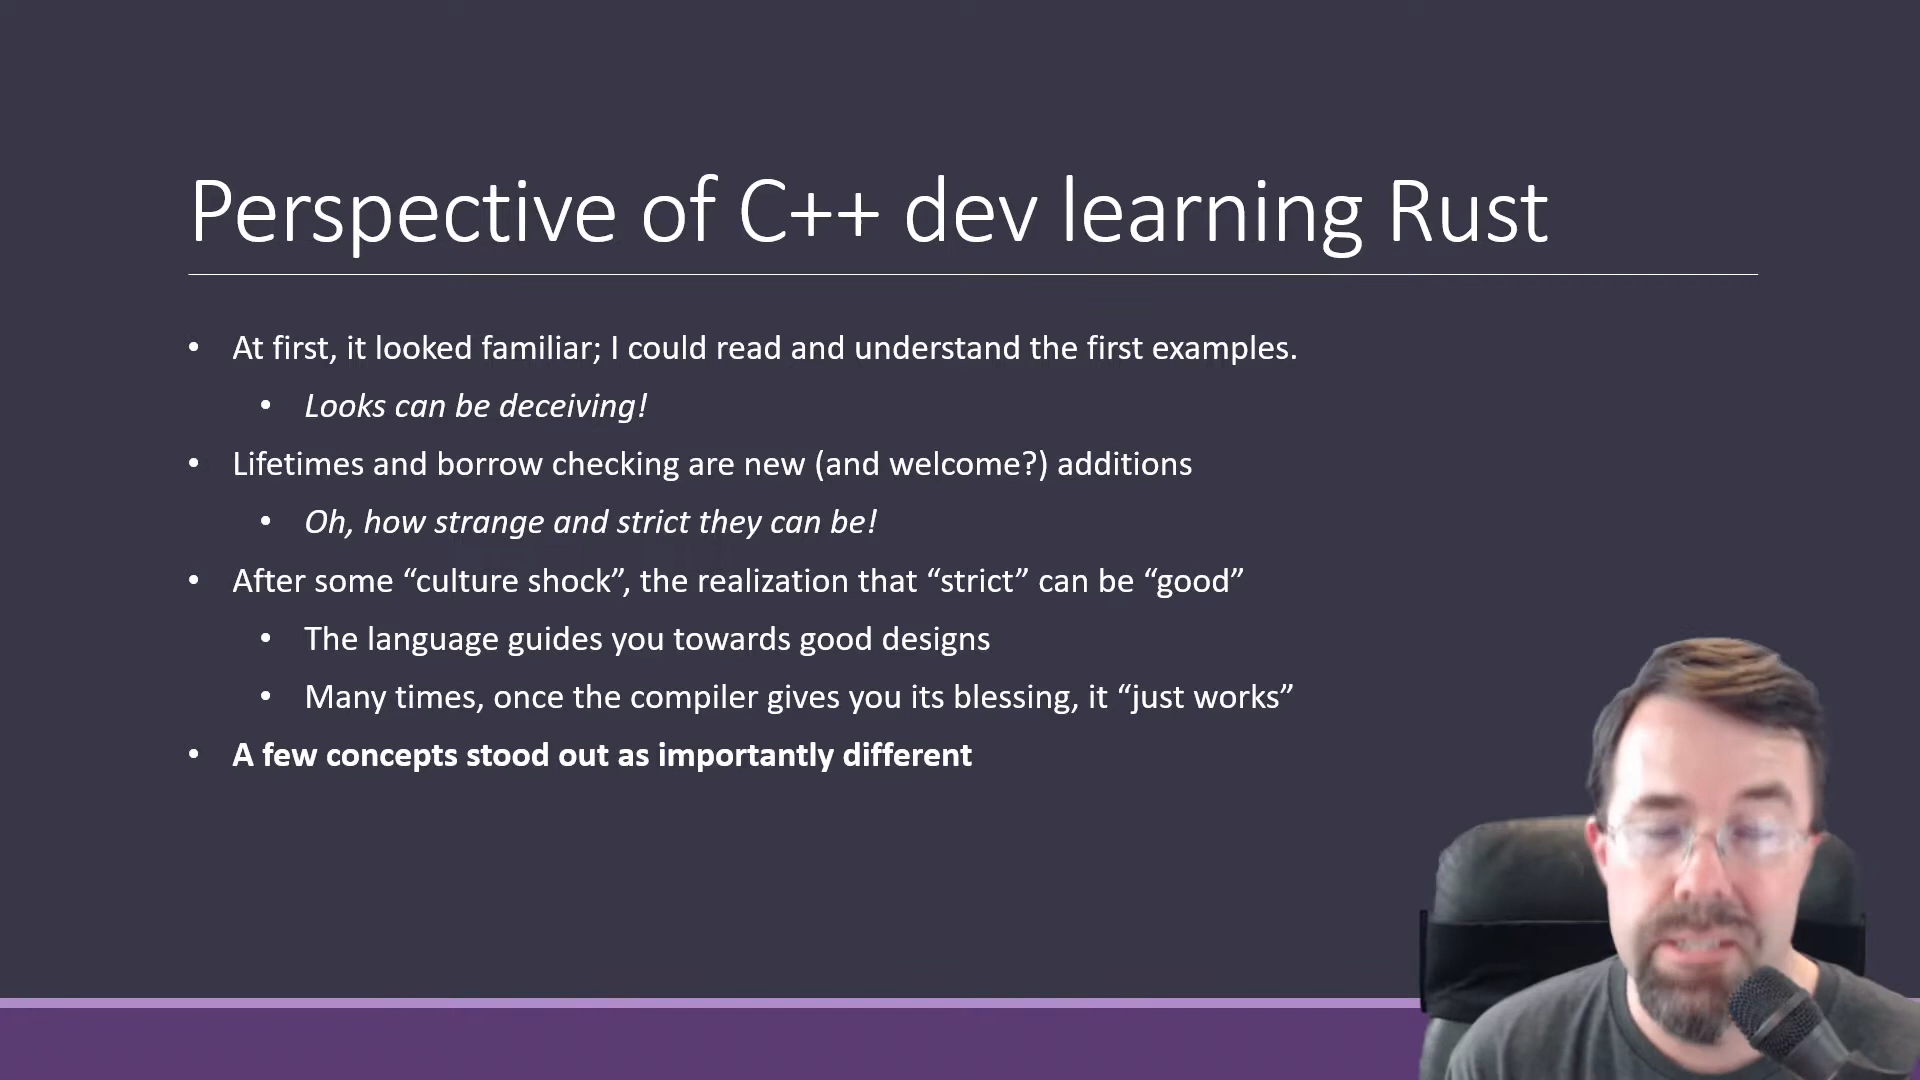 Perspective of C++ dev learning Rust
• At first, it looked familiar; I could read and understand the first examples.
• Looks can be deceiving!
• Lifetimes and borrow checking are new (and welcome?) additions
• Oh, how strange and strict they can be!
• After some “culture shock”, the realization that “strict” can be “good”
• The language guides you towards good designs
• Many times, once the compiler gives you its blessing, it “just works”
• A few concepts stood out as importantly different